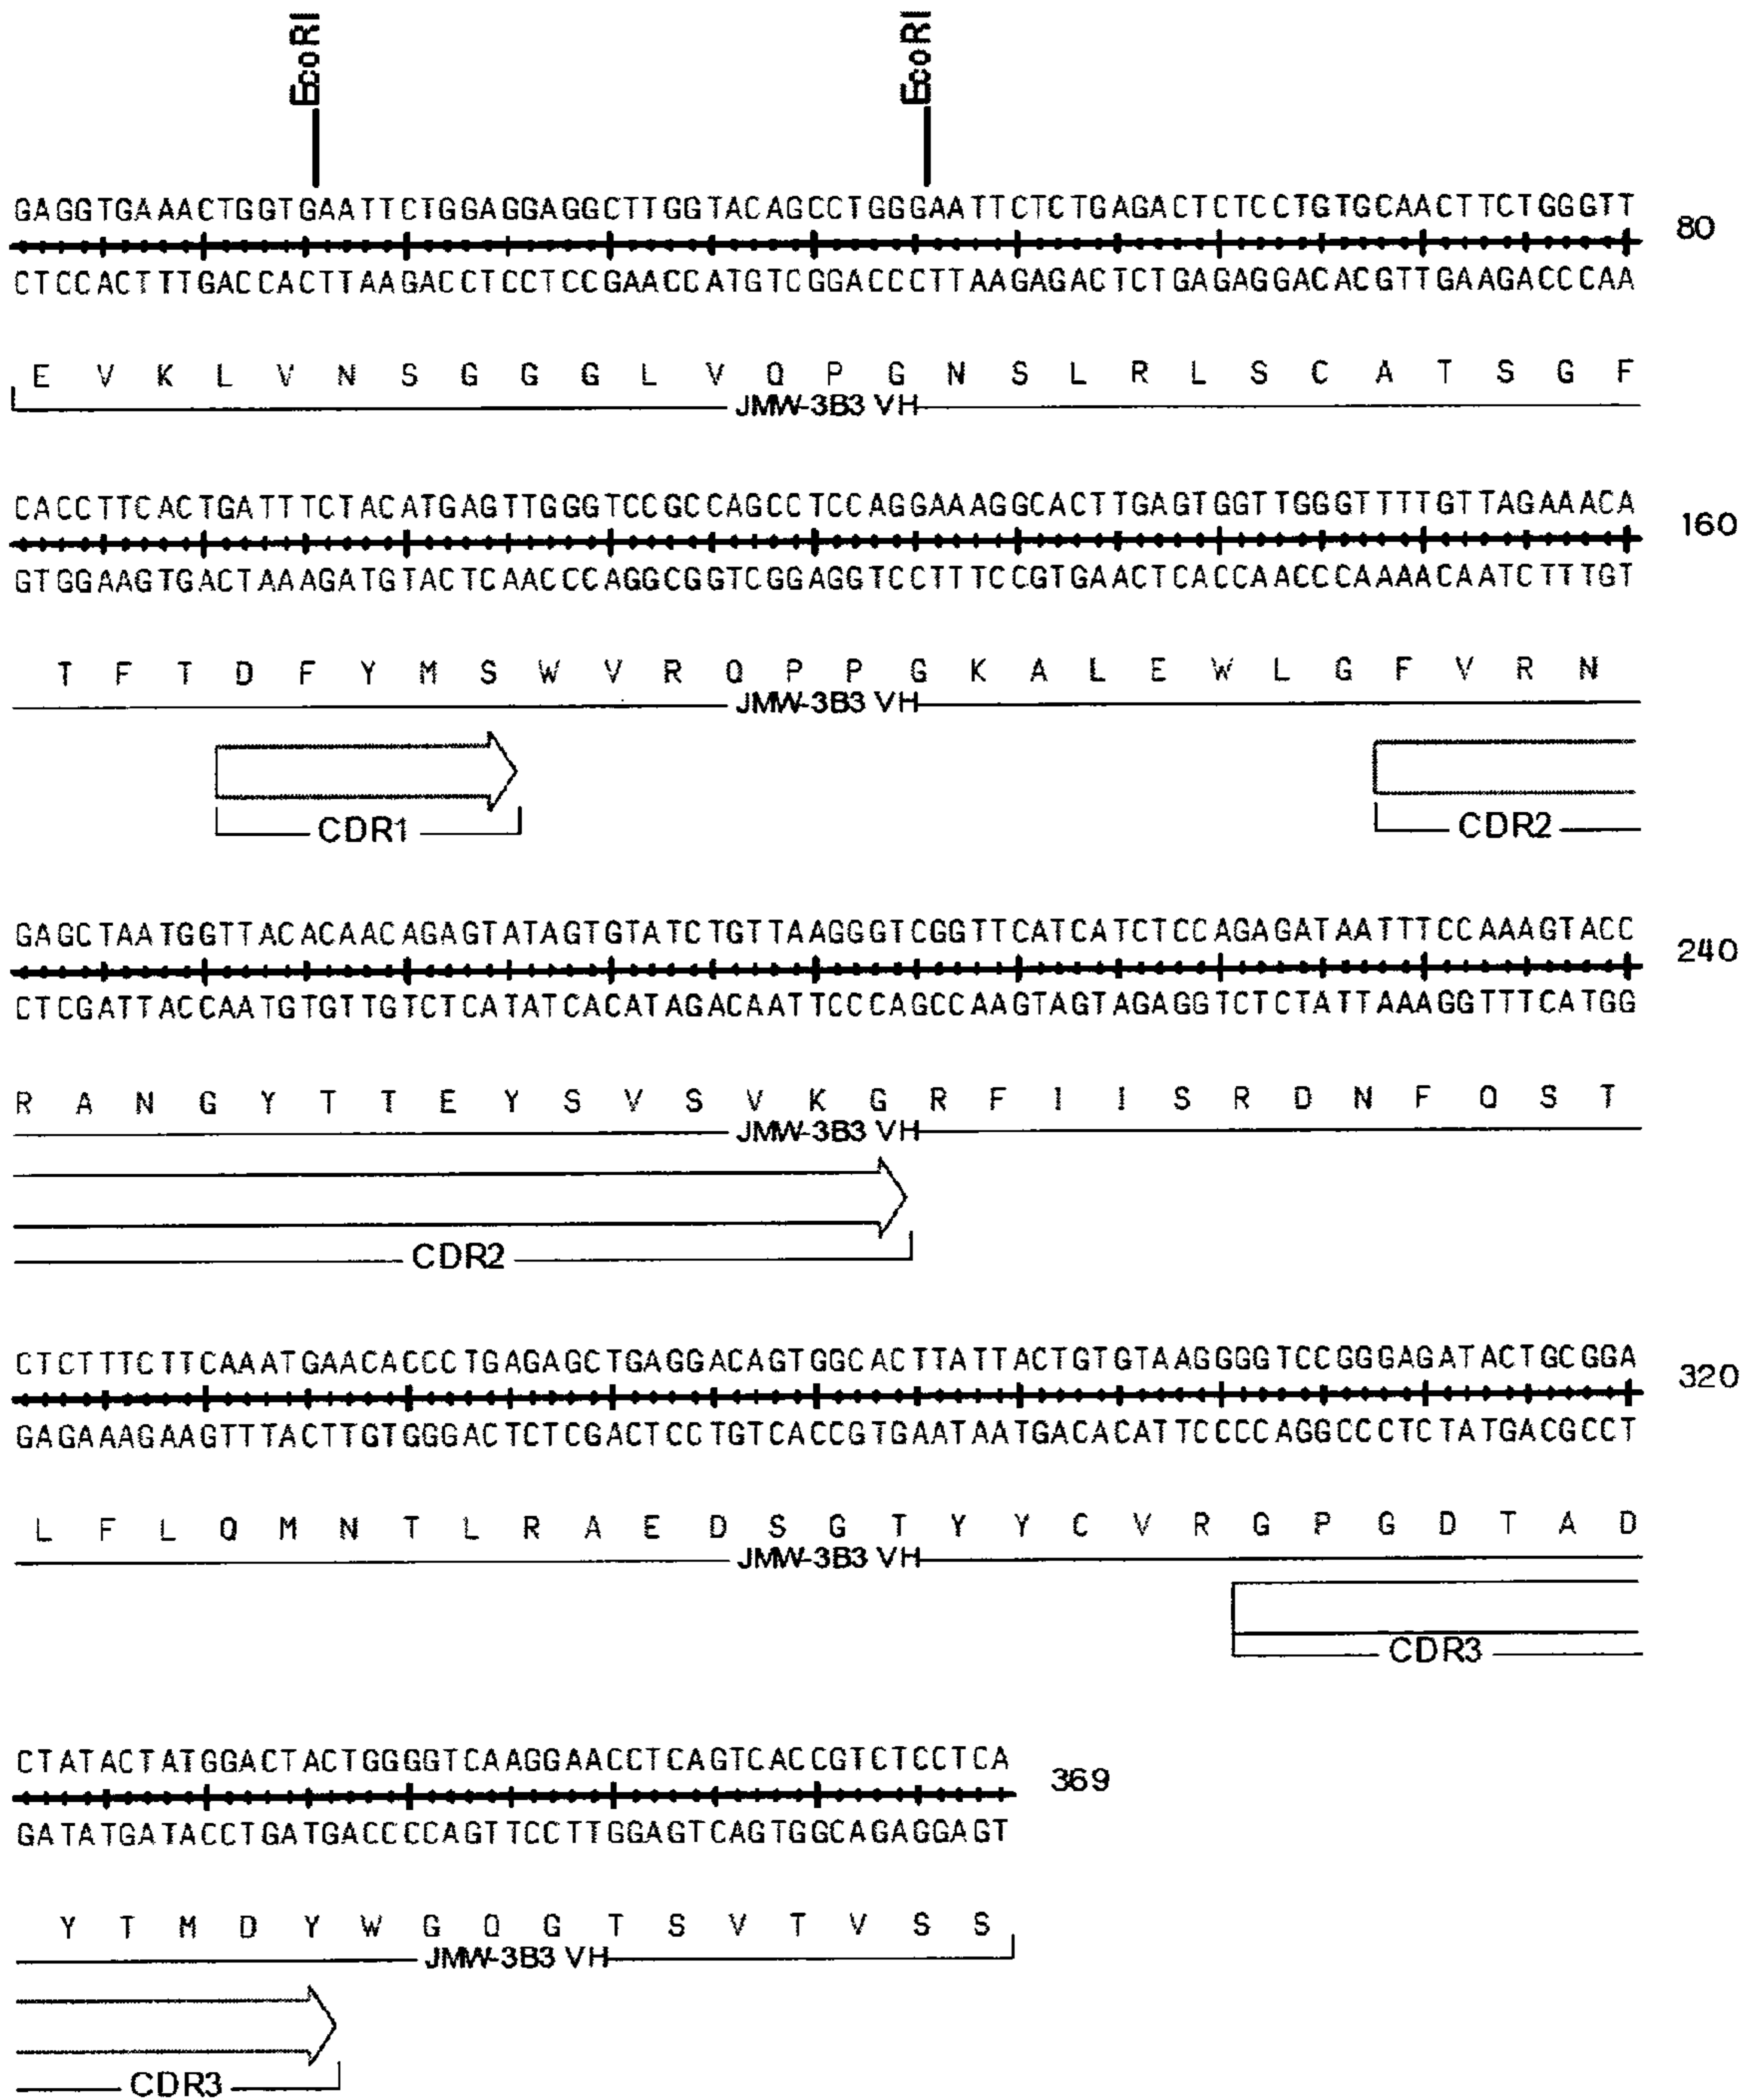 EcoRI EcoRI
GAGGTGAAACTGGTGAATTCTGGAGGAGGCTTGGTACAGCCTGGGAATTCTCTGAGACTCTCCTGTGCAACTTCTGGGTT 80
CTCCACTTTGACCACTTAAGACCTCCTCCGAACCATGTCGGACCCTTAAGAGACTCTGAGAGGACACGTTGAAGACCCAA
E V K L V N S G G G L V Q P G N S L R L S C A T S G F
JMW-3B3 VH
CACCTTCACTGATTTCTACATGAGTTGGGTCCGCCAGCCTCCAGGAAAGGCACTTGAGTGGTTGGGTTTTGTTAGAAACA 160
GTGGAAGTGACTAAAGATGTACTCAACCCAGGCGGTCGGAGGTCCTTTCCGTGAACTCACCAACCCAAAACAATCTTTGT
T F T D F Y M S W V R Q P P G K A L E W L G F V R N
JMW-3B3 VH
CDR1 CDR2
GAGCTAATGGTTACACAACAGAGTATAGTGTATCTGTTAAGGGTCGGTTCATCATCTCCAGAGATAATTTCCAAAGTACC 240
CTCGATTACCAATGTGTTGTCTCATATCACATAGACAATTCCCAGCCAAGTAGTAGAGGTCTCTATTAAAGGTTTCATGG
R A N G Y T T E Y S V S V K G R F I I S R D N F Q S T
JMW-3B3 VH
CDR2
CTCTTTCTTCAAATGAACACCCTGAGAGCTGAGGACAGTGGCACTTATTACTGTGTAAGGGGTCCGGGAGATACTGCGGA 320
GAGAAAGAAGTTTACTTGTGGGACTCTCGACTCCTGTCACCGTGAATAATGACACATTCCCCAGGCCCTCTATGACGCCT
L F L Q M N T L R A E D S G T Y Y C V R G P G D T A D
JMW-3B3 VH
CDR3
CTATACTATGGACTACTGGGGTCAAGGAACCTCAGTCACCGTCTCCTCA 369
GATATGATACCTGATGACCCCAGTTCCTTGGAGTCAGTGGCAGAGGAGT
Y T M D Y W G Q G T S V T V S S
JMW-3B3 VH
CDR3